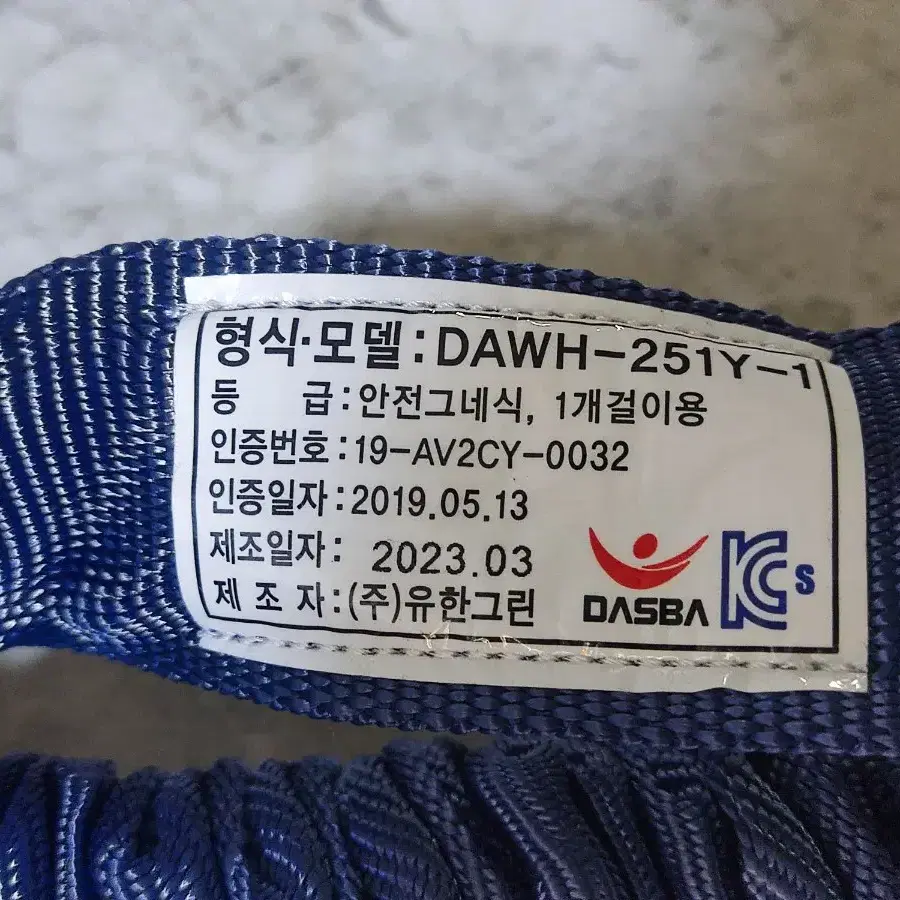 형식·모델 : DAWH-251Y-1
등 급 : 안전그네식, 1개걸이용
인증번호 : 19-AV2CY-0032
인증일자 : 2019.05.13
제조일자 : 2023.03
제 조 자 : (주)유한그린
DASBA
KCs